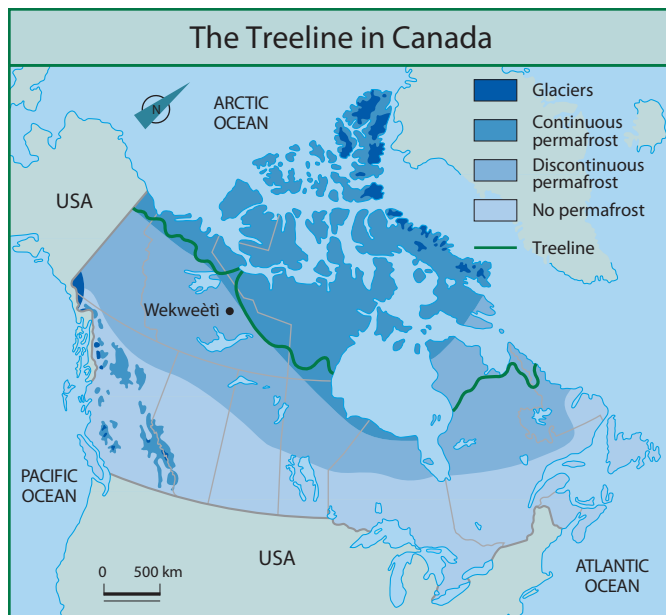 The Treeline in Canada
N
ARCTIC
OCEAN
Glaciers
Continuous
permafrost
Discontinuous
permafrost
No permafrost
Treeline
USA
Wekweètì
PACIFIC
OCEAN
USA
0 500 km
ATLANTIC
OCEAN